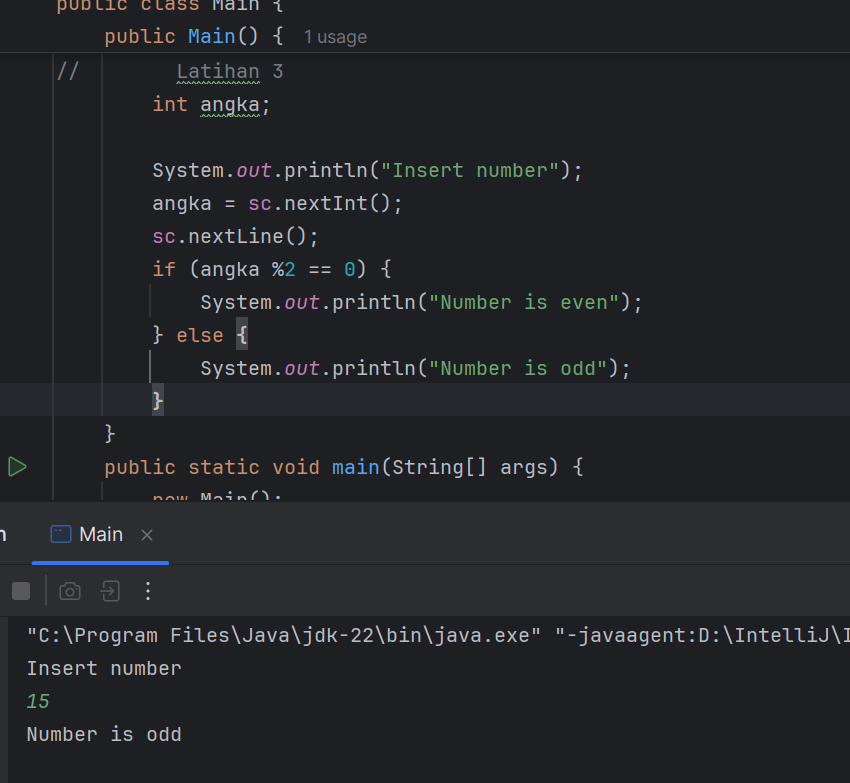 public class Main {
public Main() { 1 usage
// Latihan 3
int angka;
System.out.println("Insert number");
angka = sc.nextInt();
sc.nextLine();
if (angka %2 == 0) {
System.out.println("Number is even");
} else {
System.out.println("Number is odd");
}
}
public static void main(String[] args) {
new Main();
Main
"C:\Program Files\Java\jdk-22\bin\java.exe" "-javaagent:D:\IntelliJ\I
Insert number
15
Number is odd